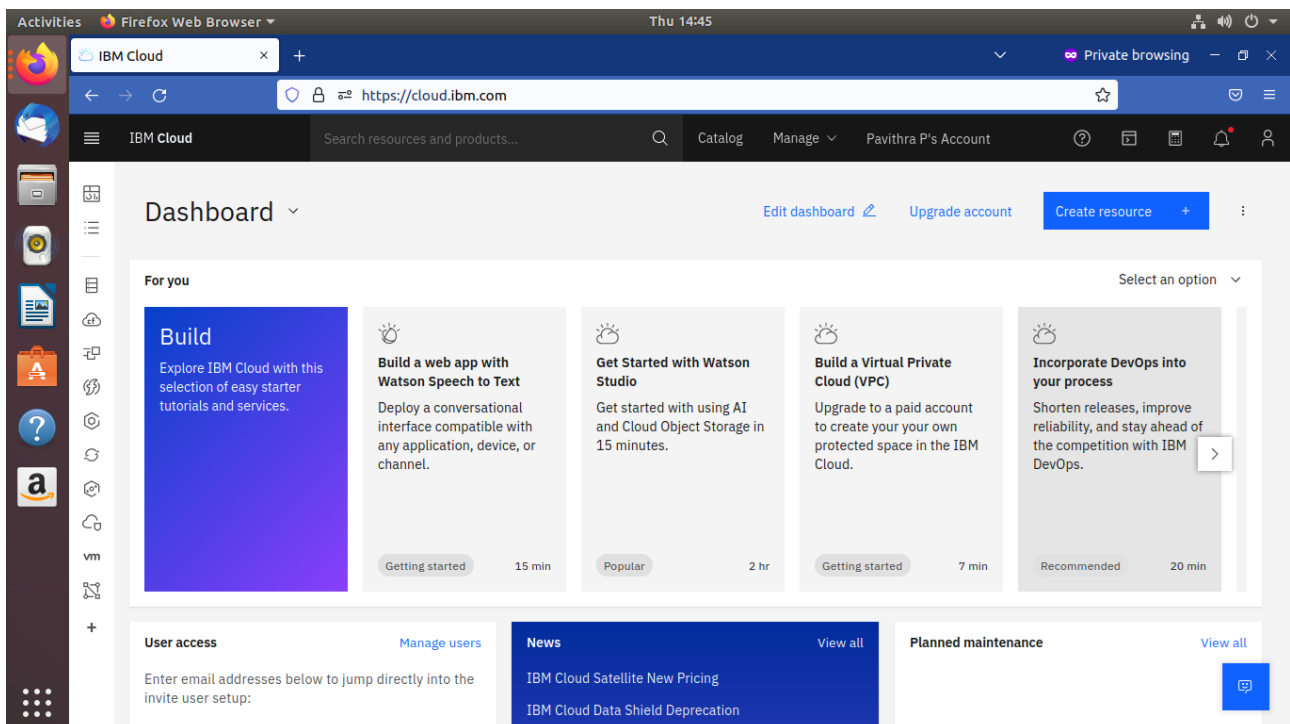 Activities Firefox Web Browser Thu 14:45
IBM Cloud Private browsing
https://cloud.ibm.com
IBM Cloud Search resources and products... Catalog Manage Pavithra P's Account
Dashboard Edit dashboard Upgrade account Create resource +
For you Select an option
Build
Explore IBM Cloud with this
selection of easy starter
tutorials and services.
Build a web app with
Watson Speech to Text
Deploy a conversational
interface compatible with
any application, device, or
channel.
Getting started 15 min
Get Started with Watson
Studio
Get started with using AI
and Cloud Object Storage in
15 minutes.
Popular 2 hr
Build a Virtual Private
Cloud (VPC)
Upgrade to a paid account
to create your your own
protected space in the IBM
Cloud.
Getting started 7 min
Incorporate DevOps into
your process
Shorten releases, improve
reliability, and stay ahead of
the competition with IBM
DevOps.
Recommended 20 min
vm
User access Manage users
Enter email addresses below to jump directly into the
invite user setup:
News View all
IBM Cloud Satellite New Pricing
IBM Cloud Data Shield Deprecation
Planned maintenance View all